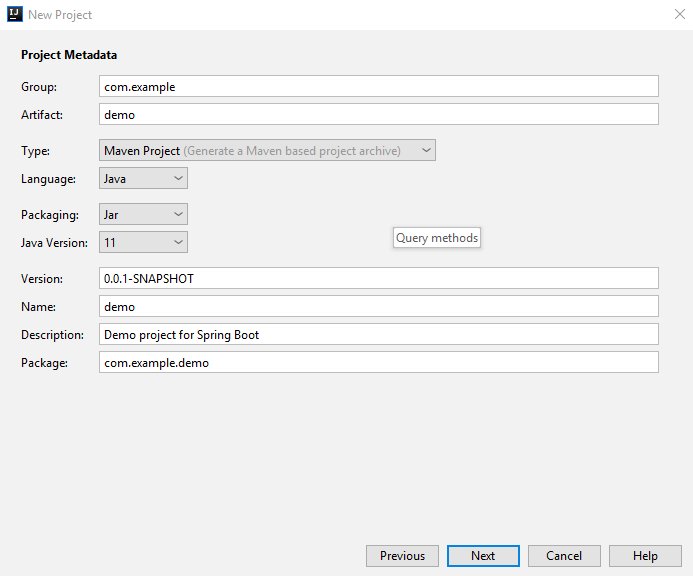 IJ New Project
Project Metadata
Group: com.example
Artifact: demo
Type: Maven Project (Generate a Maven based project archive)
Language: Java
Packaging: Jar
Query methods
Java Version: 11
Version: 0.0.1-SNAPSHOT
Name: demo
Description: Demo project for Spring Boot
Package: com.example.demo
Previous Next Cancel Help